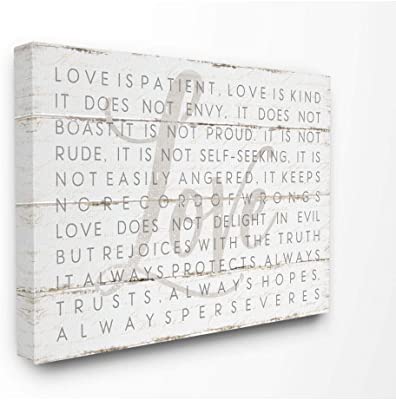 LOVE IS PATIENT, LOVE IS KIND
IT DOES NOT ENVY, IT DOES NOT
BOAST IT IS NOT PROUD. IT IS NOT
RUDE, IT IS NOT SELF-SEEKING, IT IS
NOT EASILY ANGERED, IT KEEPS
NO RECORD OF WRONGS
LOVE DOES NOT DELIGHT IN EVIL
BUT REJOICES WITH THE TRUTH
IT ALWAYS PROTECTS, ALWAYS
TRUSTS, ALWAYS HOPES,
ALWAYS PERSEVERES
Love